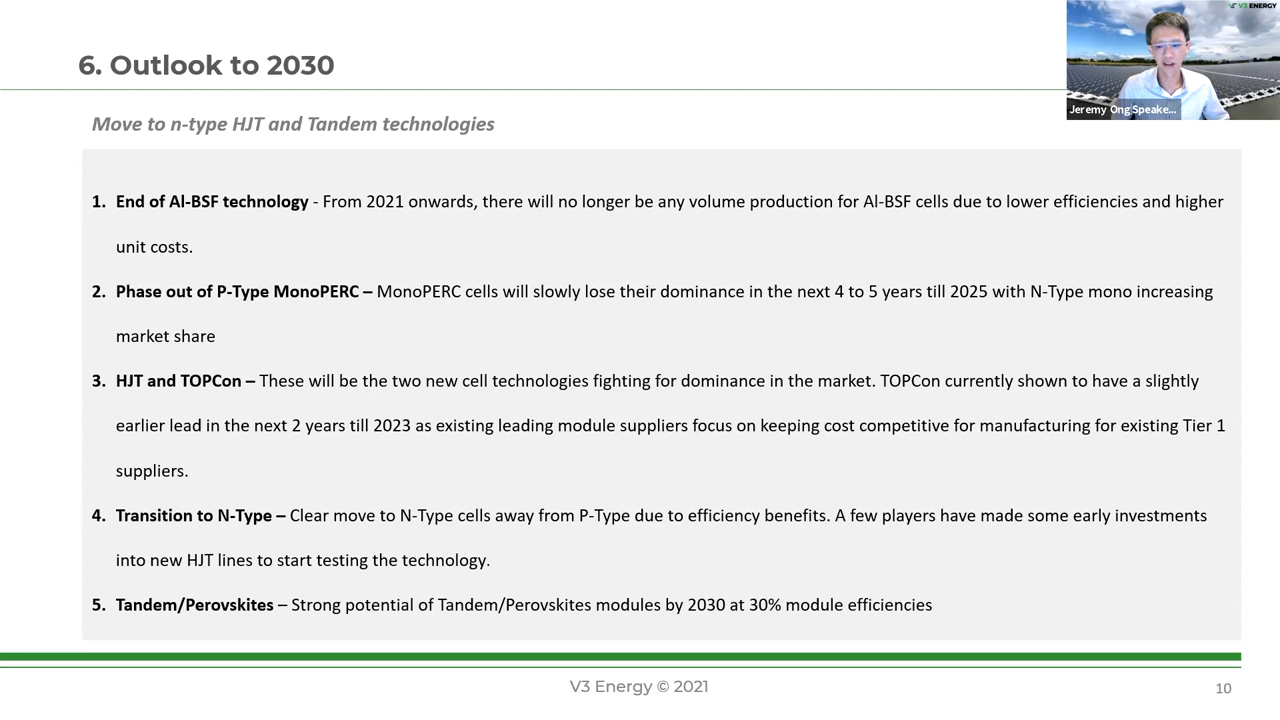 V3 ENERGY
6. Outlook to 2030
Jeremy Ong Speake...
Move to n-type HJT and Tandem technologies
1. End of Al-BSF technology - From 2021 onwards, there will no longer be any volume production for Al-BSF cells due to lower efficiencies and higher
unit costs.
2. Phase out of P-Type MonoPERC – MonoPERC cells will slowly lose their dominance in the next 4 to 5 years till 2025 with N-Type mono increasing
market share
3. HJT and TOPCon – These will be the two new cell technologies fighting for dominance in the market. TOPCon currently shown to have a slightly
earlier lead in the next 2 years till 2023 as existing leading module suppliers focus on keeping cost competitive for manufacturing for existing Tier 1
suppliers.
4. Transition to N-Type – Clear move to N-Type cells away from P-Type due to efficiency benefits. A few players have made some early investments
into new HJT lines to start testing the technology.
5. Tandem/Perovskites – Strong potential of Tandem/Perovskites modules by 2030 at 30% module efficiencies
V3 Energy © 2021
10